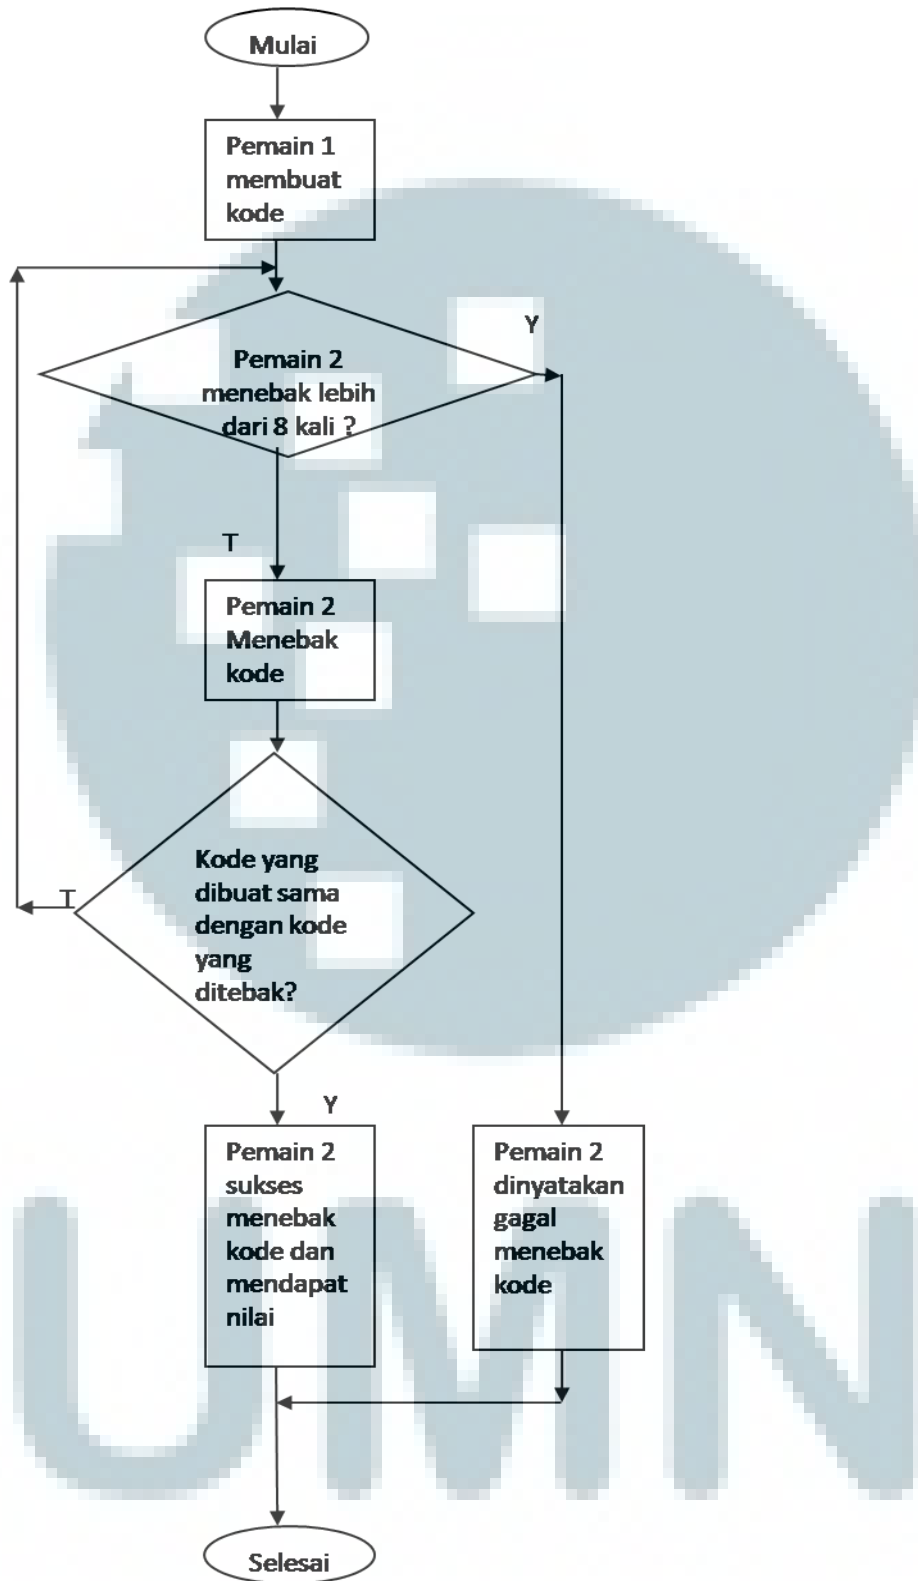 Mulai
Pemain 1
membuat
kode
Y
Pemain 2
menebak lebih
dari 8 kali ?
T
Pemain 2
Menebak
kode
Kode yang
dibuat sama
dengan kode
yang
ditebak?
T
Y
Pemain 2
sukses
menebak
kode dan
mendapat
nilai
Pemain 2
dinyatakan
gagal
menebak
kode
UMN
Selesai